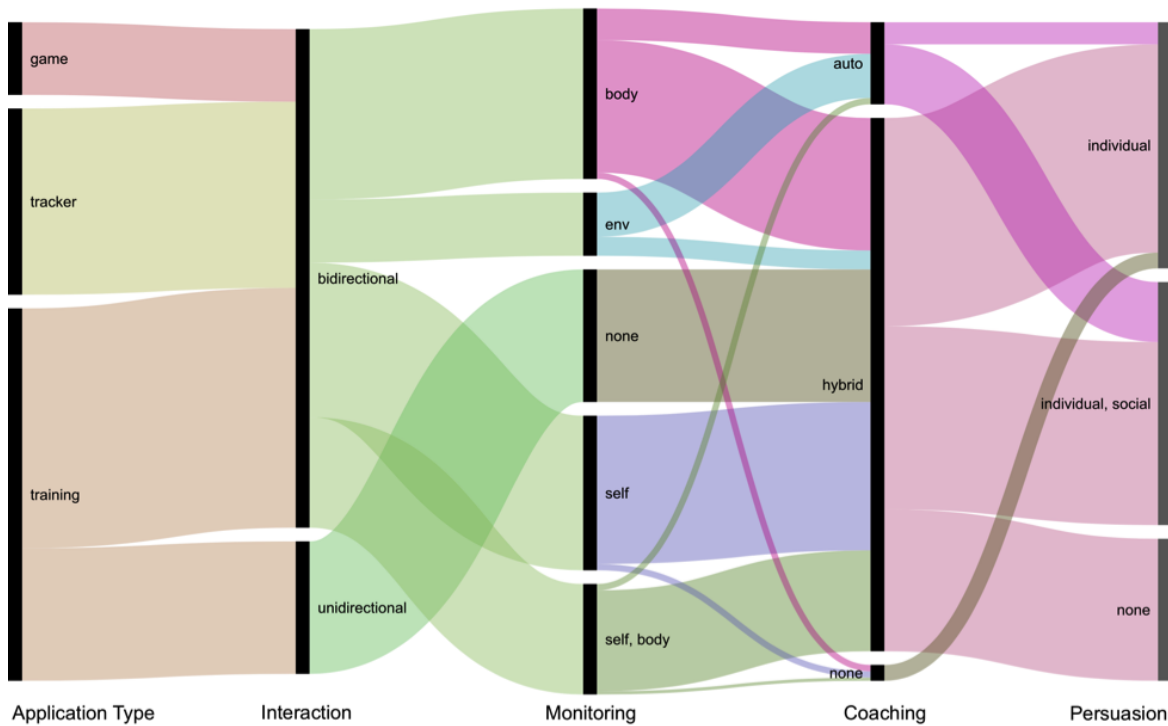 game
tracker
training
bidirectional
unidirectional
body
env
none
self
self, body
auto
hybrid
none
individual
individual, social
none
Application Type
Interaction
Monitoring
Coaching
Persuasion